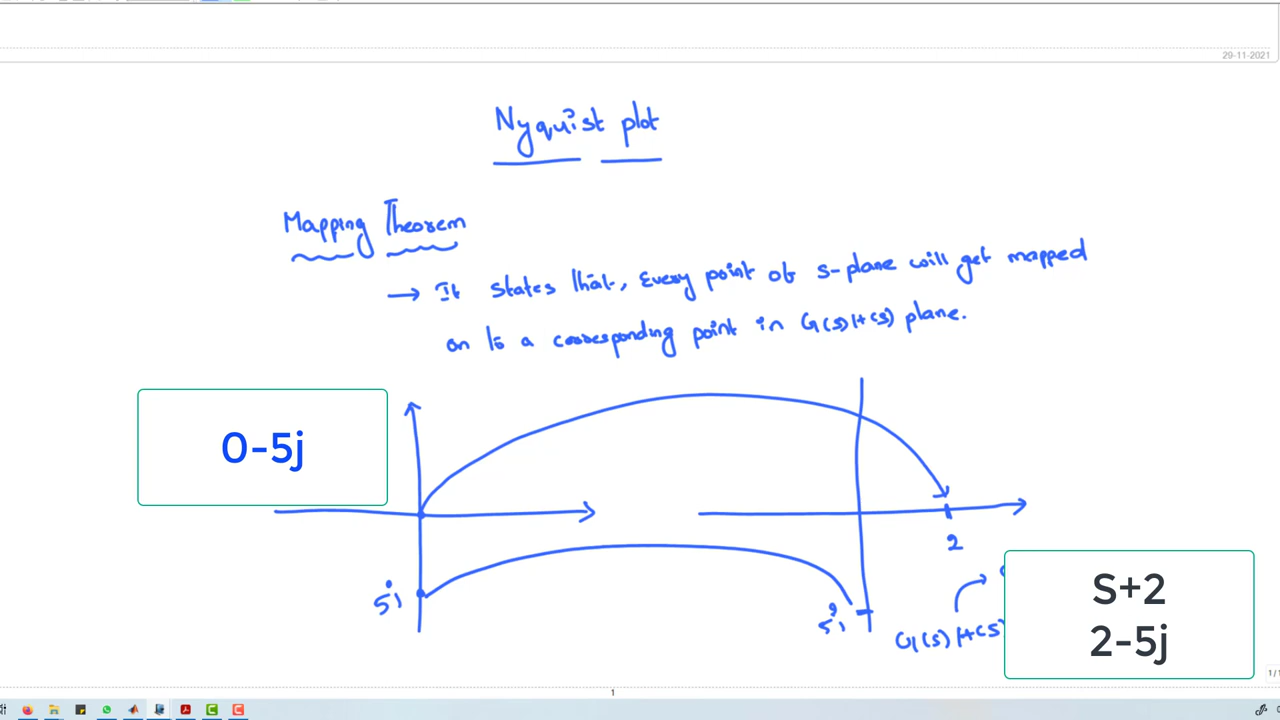 29-11-2021
Nyquist plot
Mapping Theorem
→ It states that, Every point of s-plane will get mapped
on to a corresponding point in G(s)H(s) plane.
0-5j
2
5j
5j
G(s)H(s)
S+2
2-5j
1